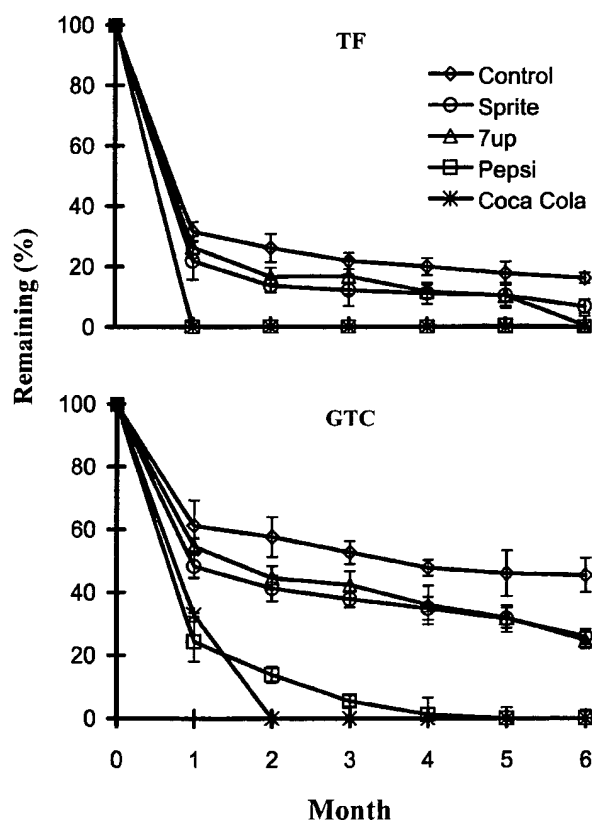 TF
100
80
60
40
20
0
Control
Sprite
7up
Pepsi
Coca Cola
Remaining (%)
GTC
100
80
60
40
20
0
0 1 2 3 4 5 6
Month